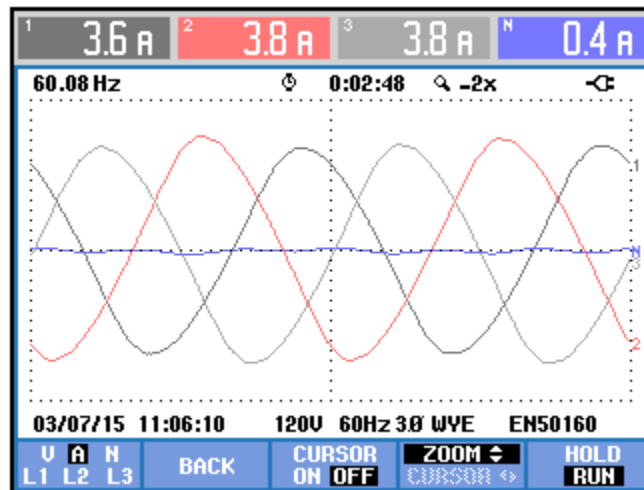 1 3.6 A 2 3.8 A 3 3.8 A N 0.4 A
60.08 Hz 0:02:48 -2x
1
N
3
2
03/07/15 11:06:10 120V 60Hz 3Ø WYE EN50160
V A N
L1 L2 L3
BACK
CURSOR
ON OFF
ZOOM
CURSOR
HOLD
RUN